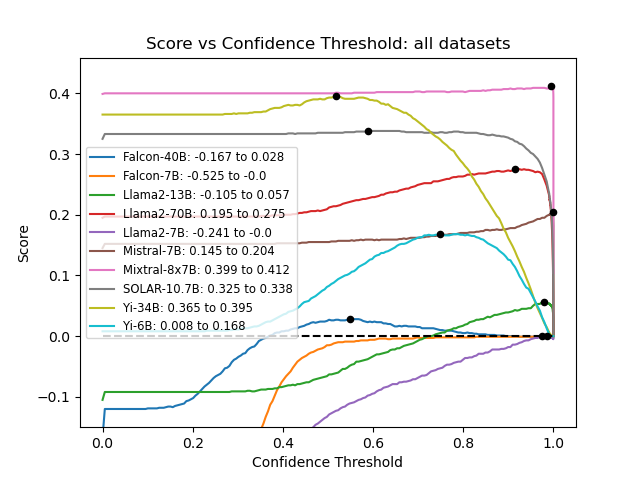 Score vs Confidence Threshold: all datasets
Score
0.4
0.3
0.2
0.1
0.0
−0.1
Falcon-40B: -0.167 to 0.028
Falcon-7B: -0.525 to -0.0
Llama2-13B: -0.105 to 0.057
Llama2-70B: 0.195 to 0.275
Llama2-7B: -0.241 to -0.0
Mistral-7B: 0.145 to 0.204
Mixtral-8x7B: 0.399 to 0.412
SOLAR-10.7B: 0.325 to 0.338
Yi-34B: 0.365 to 0.395
Yi-6B: 0.008 to 0.168
0.0 0.2 0.4 0.6 0.8 1.0
Confidence Threshold